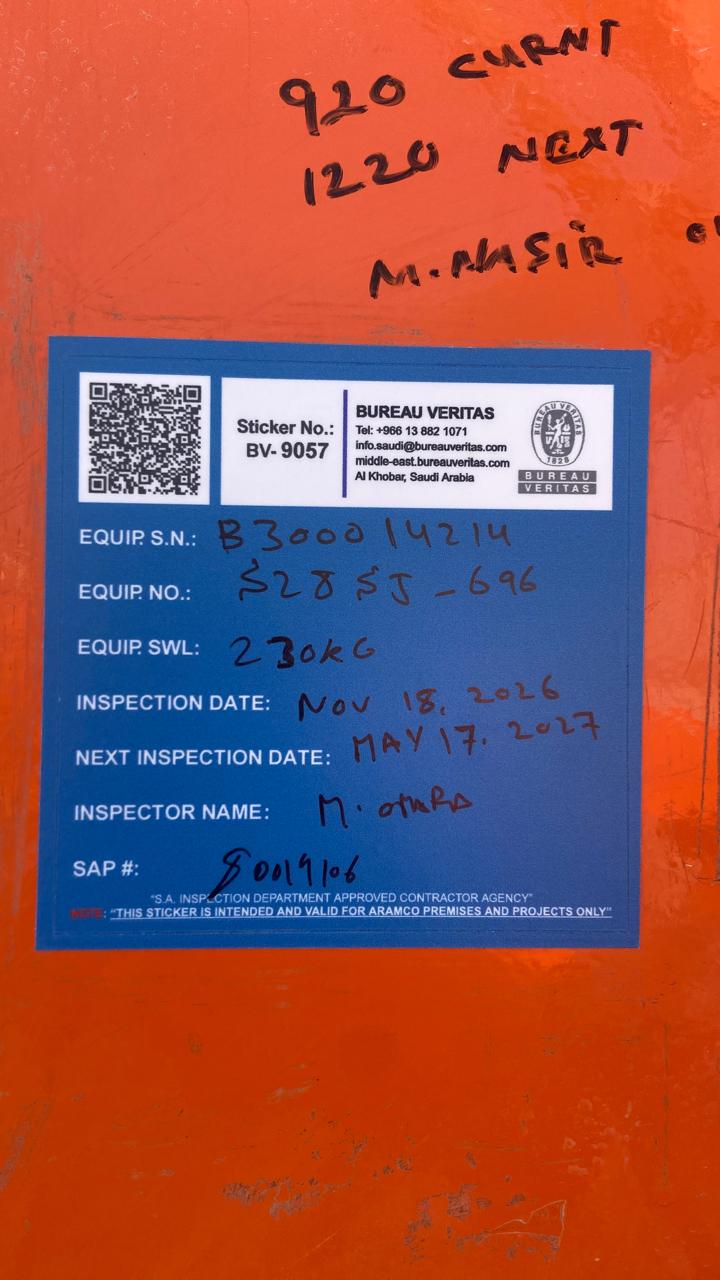 920 CURNT
1220 NEXT
M.NASIR
Sticker No.:
BV- 9057
BUREAU VERITAS
Tel: +966 13 882 1071
info.saudi@bureauveritas.com
middle-east.bureauveritas.com
Al Khobar, Saudi Arabia
BUREAU VERITAS
1828
BUREAU
VERITAS
EQUIP. S.N.: B300014214
EQUIP. NO.: S28SJ-696
EQUIP. SWL: 230KG
INSPECTION DATE: NOV 18, 2026
NEXT INSPECTION DATE: MAY 17. 2027
INSPECTOR NAME: M. OMARA
SAP #: 80019106
"S.A. INSPECTION DEPARTMENT APPROVED CONTRACTOR AGENCY"
NOTE: "THIS STICKER IS INTENDED AND VALID FOR ARAMCO PREMISES AND PROJECTS ONLY"